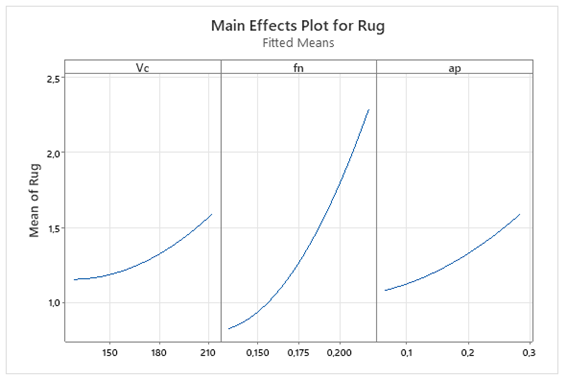 Main Effects Plot for Rug
Fitted Means
Vc fn ap
2,5
2,0
1,5
1,0
Mean of Rug
150 180 210 0,150 0,175 0,200 0,1 0,2 0,3